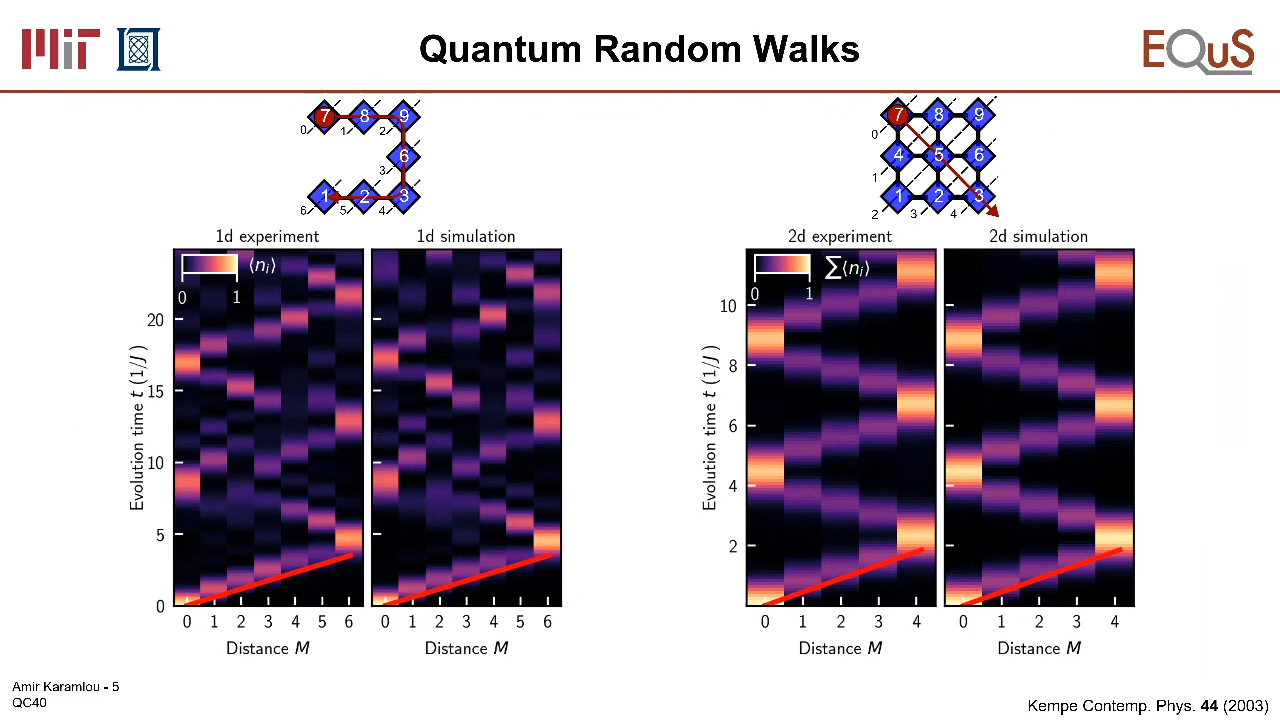 MIT
Quantum Random Walks
EQuS
7 8 9
0 1 2
6
3
1 2 3
6 5 4
7 8 9
0
4 5 6
1
1 2 3
2 3 4
1d experiment
1d simulation
2d experiment
2d simulation
⟨nᵢ⟩
0 1
∑⟨nᵢ⟩
0 1
Evolution time t (1/J)
20
15
10
5
0
Evolution time t (1/J)
10
8
6
4
2
0 1 2 3 4 5 6
0 1 2 3 4 5 6
0 1 2 3 4
0 1 2 3 4
Distance M
Distance M
Distance M
Distance M
Amir Karamlou - 5
QC40
Kempe Contemp. Phys. 44 (2003)